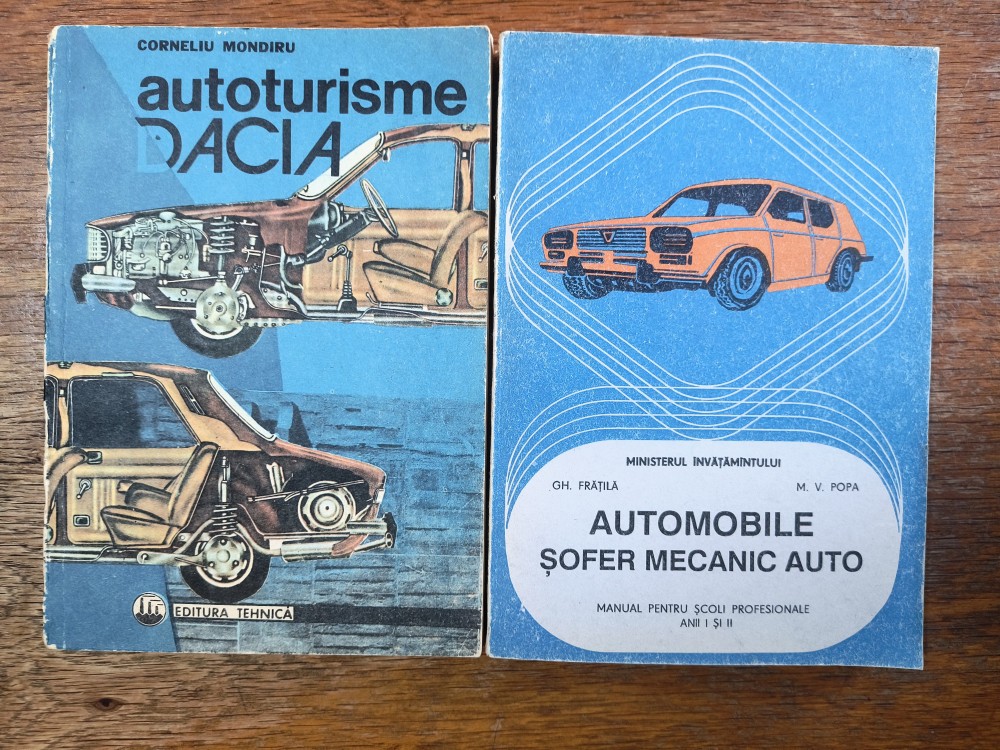 CORNELIU MONDIRU
autoturisme
DACIA
EDITURA TEHNICĂ
MINISTERUL ÎNVĂȚĂMÎNTULUI
GH. FRĂȚILĂ
M. V. POPA
AUTOMOBILE
ȘOFER MECANIC AUTO
MANUAL PENTRU ȘCOLI PROFESIONALE
ANII I ȘI II